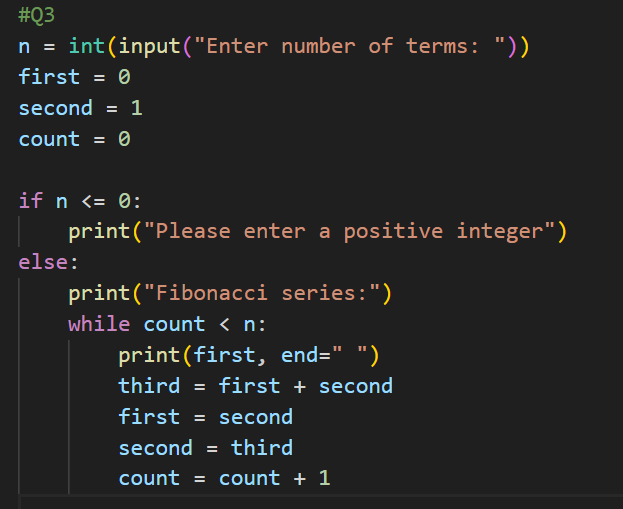 #Q3
n = int(input("Enter number of terms: "))
first = 0
second = 1
count = 0

if n <= 0:
    print("Please enter a positive integer")
else:
    print("Fibonacci series:")
    while count < n:
        print(first, end=" ")
        third = first + second
        first = second
        second = third
        count = count + 1